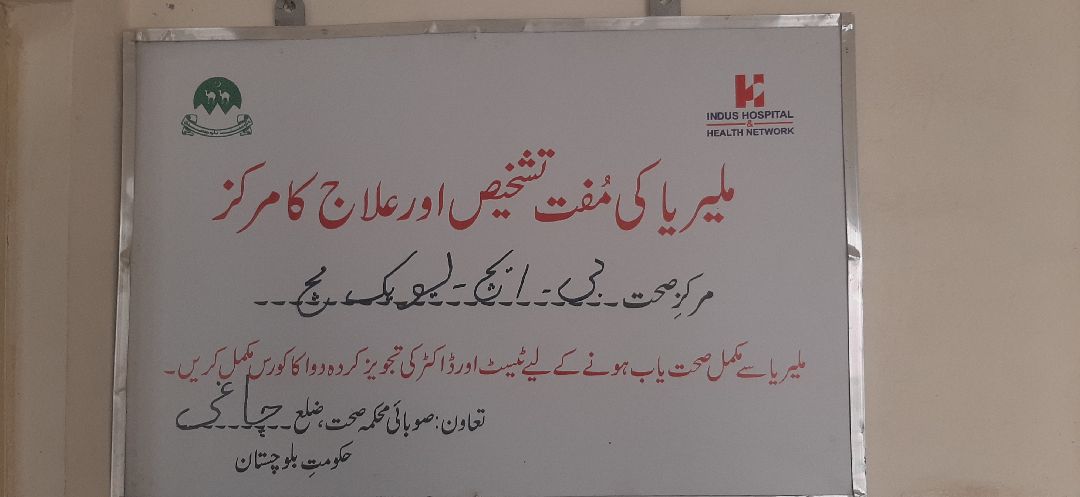 INDUS HOSPITAL
&
HEALTH NETWORK
ملیریا کی مُفت تشخیص اور علاج کا مرکز
مرکزِ صحت بی۔ ایچ۔ یو یک مچ
ملیریا سے مکمل صحت یاب ہونے کے لیے ٹیسٹ اور ڈاکٹر کی تجویز کردہ دوا کا کورس مکمل کریں۔
تعاون: صوبائی محکمہ صحت، ضلع چاغی
حکومتِ بلوچستان